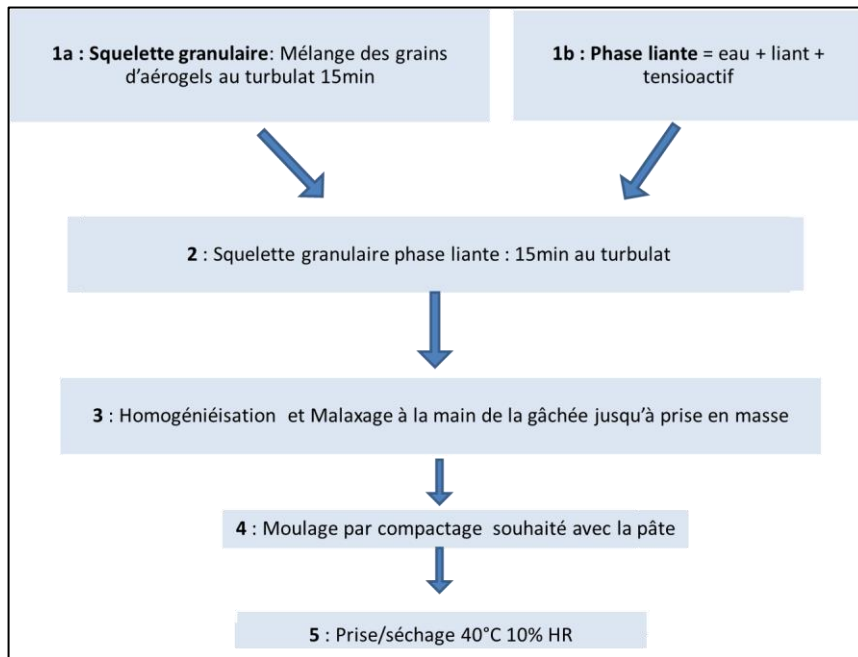 1a : Squelette granulaire: Mélange des grains
d'aérogels au turbulat 15min
1b : Phase liante = eau + liant +
tensioactif
2 : Squelette granulaire phase liante : 15min au turbulat
3 : Homogéniéisation et Malaxage à la main de la gâchée jusqu'à prise en masse
4 : Moulage par compactage souhaité avec la pâte
5 : Prise/séchage 40°C 10% HR